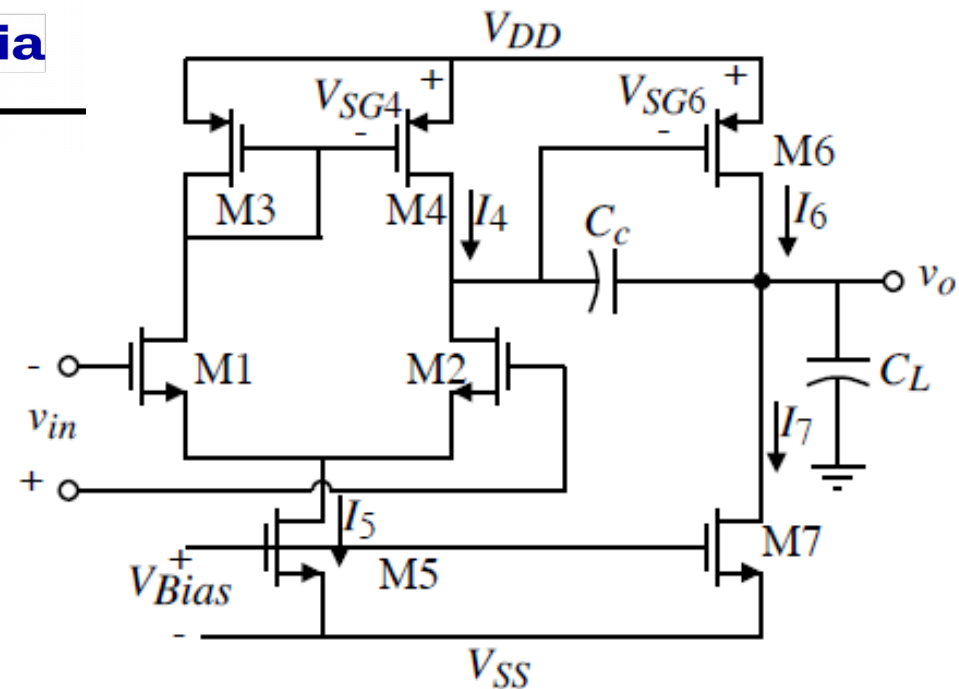 ia
VDD
VSG4
+
-
VSG6
+
-
M3
M4
I4
M6
I6
Cc
vo
-
M1
M2
CL
vin
+
I5
I7
+
VBias
-
M5
M7
VSS